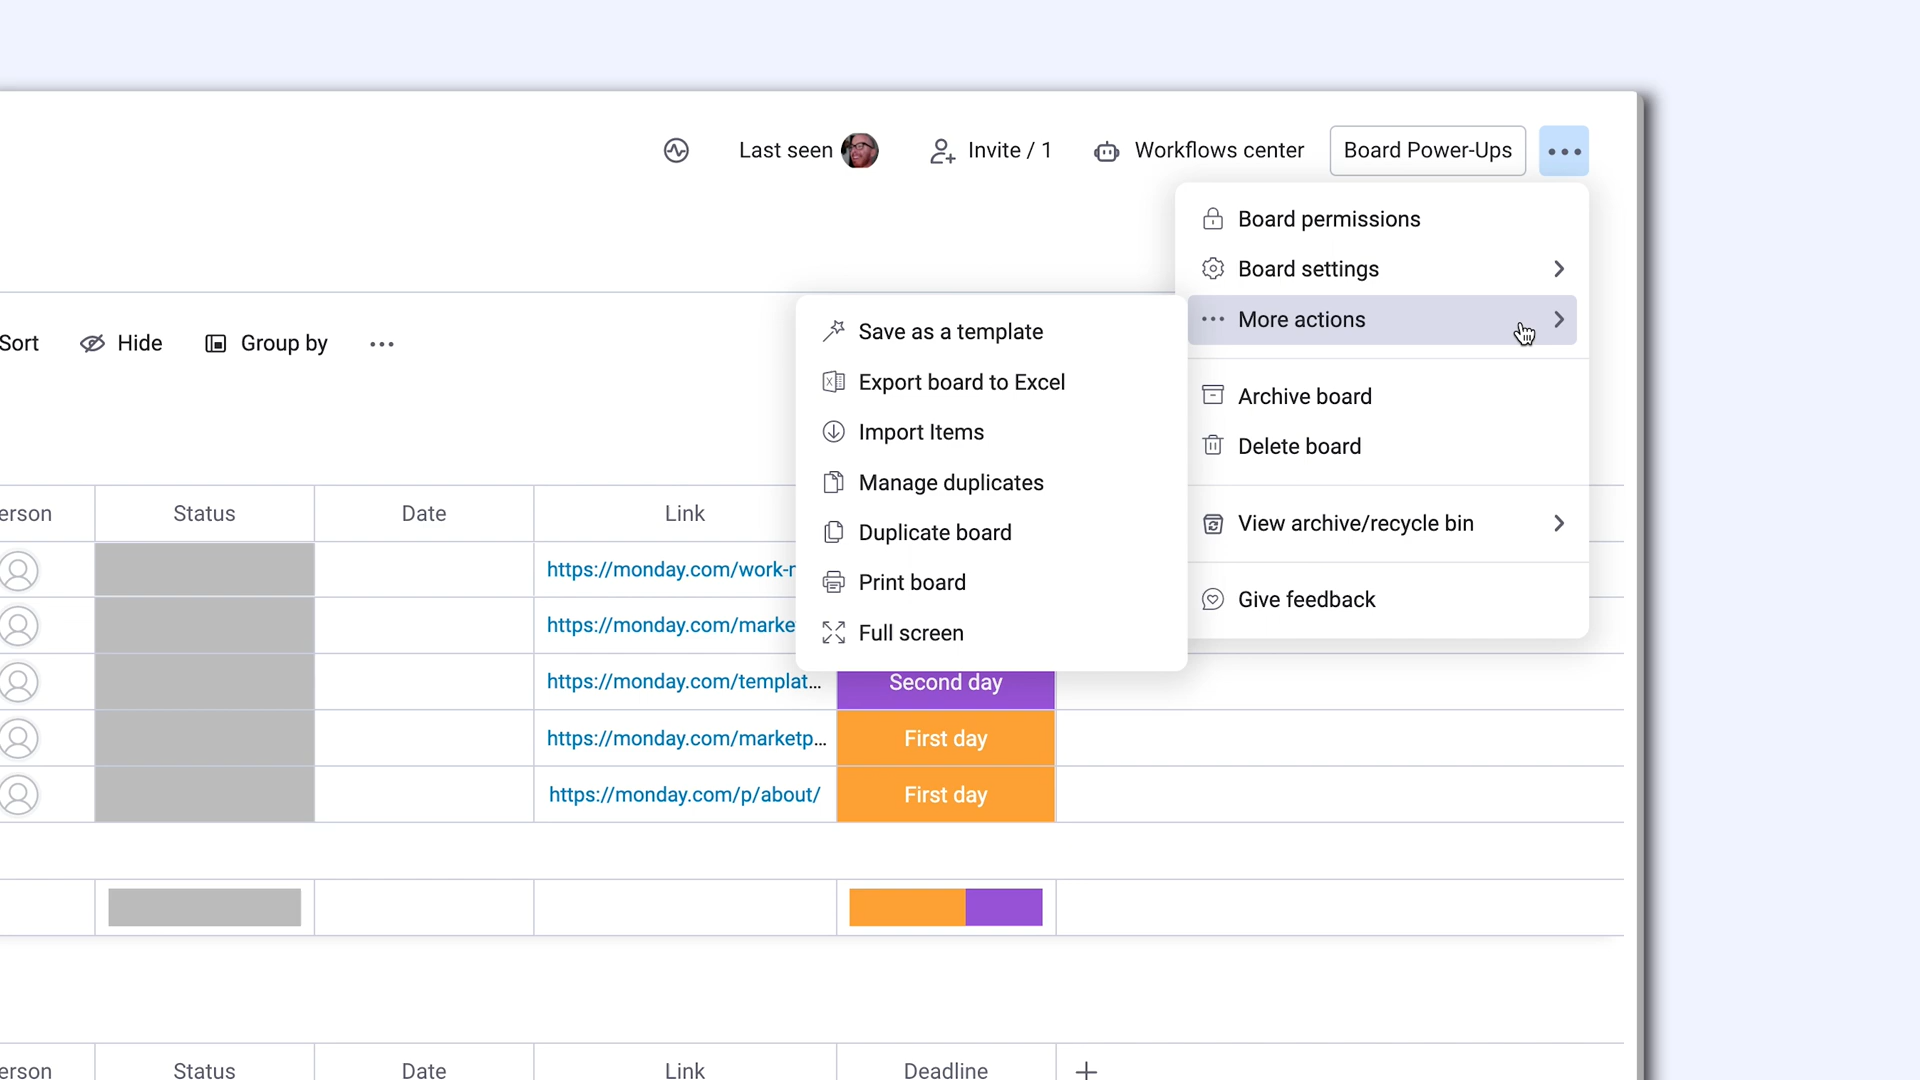 Last seen
Invite / 1
Workflows center
Board Power-Ups
Board permissions
Board settings
More actions
Archive board
Delete board
View archive/recycle bin
Give feedback
Save as a template
Export board to Excel
Import Items
Manage duplicates
Duplicate board
Print board
Full screen
Sort
Hide
Group by
erson
Status
Date
Link
https://monday.com/work-
https://monday.com/marke
https://monday.com/templat...
Second day
https://monday.com/marketp...
First day
https://monday.com/p/about/
First day
erson
Status
Date
Link
Deadline
+